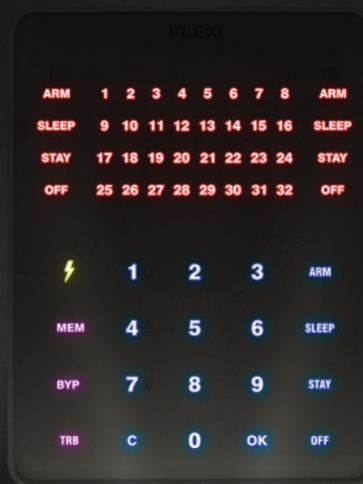 FLEXI
ARM 1 2 3 4 5 6 7 8 ARM
SLEEP 9 10 11 12 13 14 15 16 SLEEP
STAY 17 18 19 20 21 22 23 24 STAY
OFF 25 26 27 28 29 30 31 32 OFF
1 2 3 ARM
MEM 4 5 6 SLEEP
BYP 7 8 9 STAY
TRB C 0 OK OFF